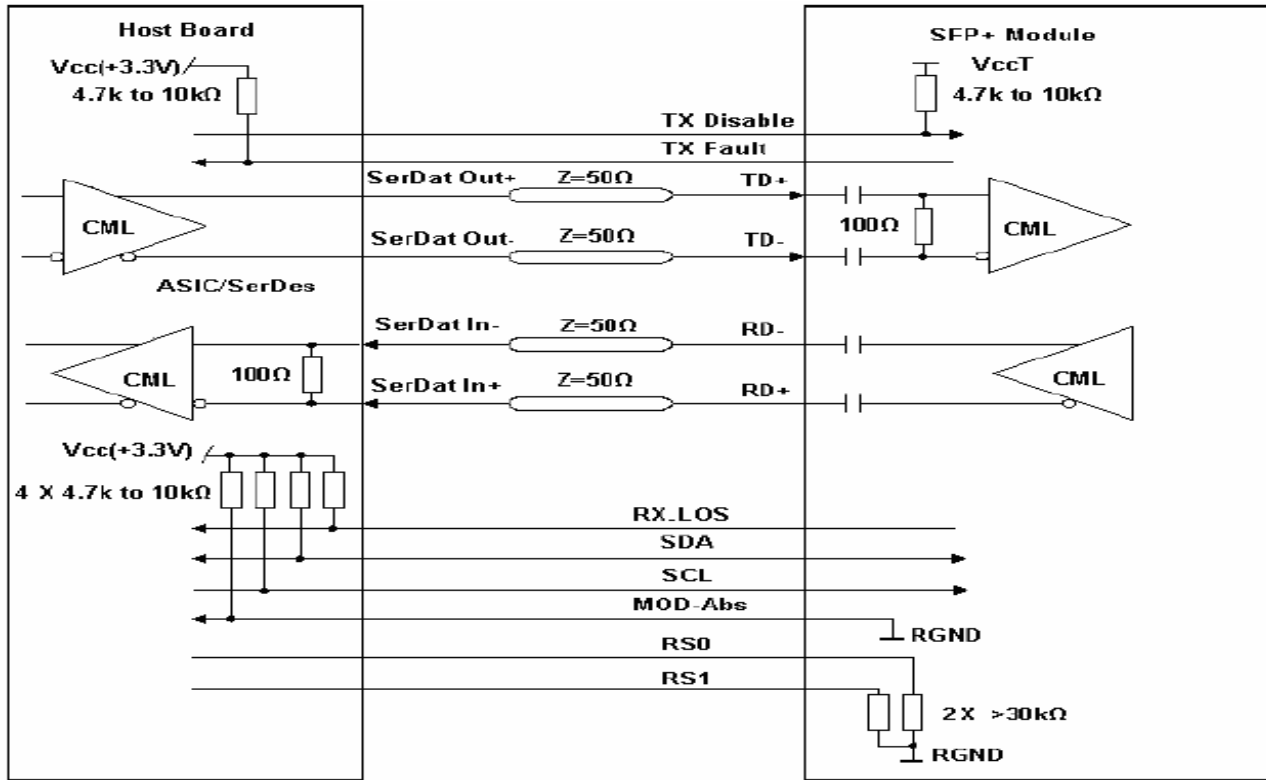 Host Board
SFP+ Module
Vcc(+3.3V)
4.7k to 10kΩ
VccT
4.7k to 10kΩ
TX Disable
TX Fault
SerDat Out+
Z=50Ω
TD+
CML
100Ω
CML
SerDat Out-
Z=50Ω
TD-
ASIC/SerDes
SerDat In-
Z=50Ω
RD-
CML
100Ω
SerDat In+
Z=50Ω
RD+
CML
Vcc(+3.3V)
4 X 4.7k to 10kΩ
RX_LOS
SDA
SCL
MOD-Abs
RGND
RS0
RS1
2X >30kΩ
RGND